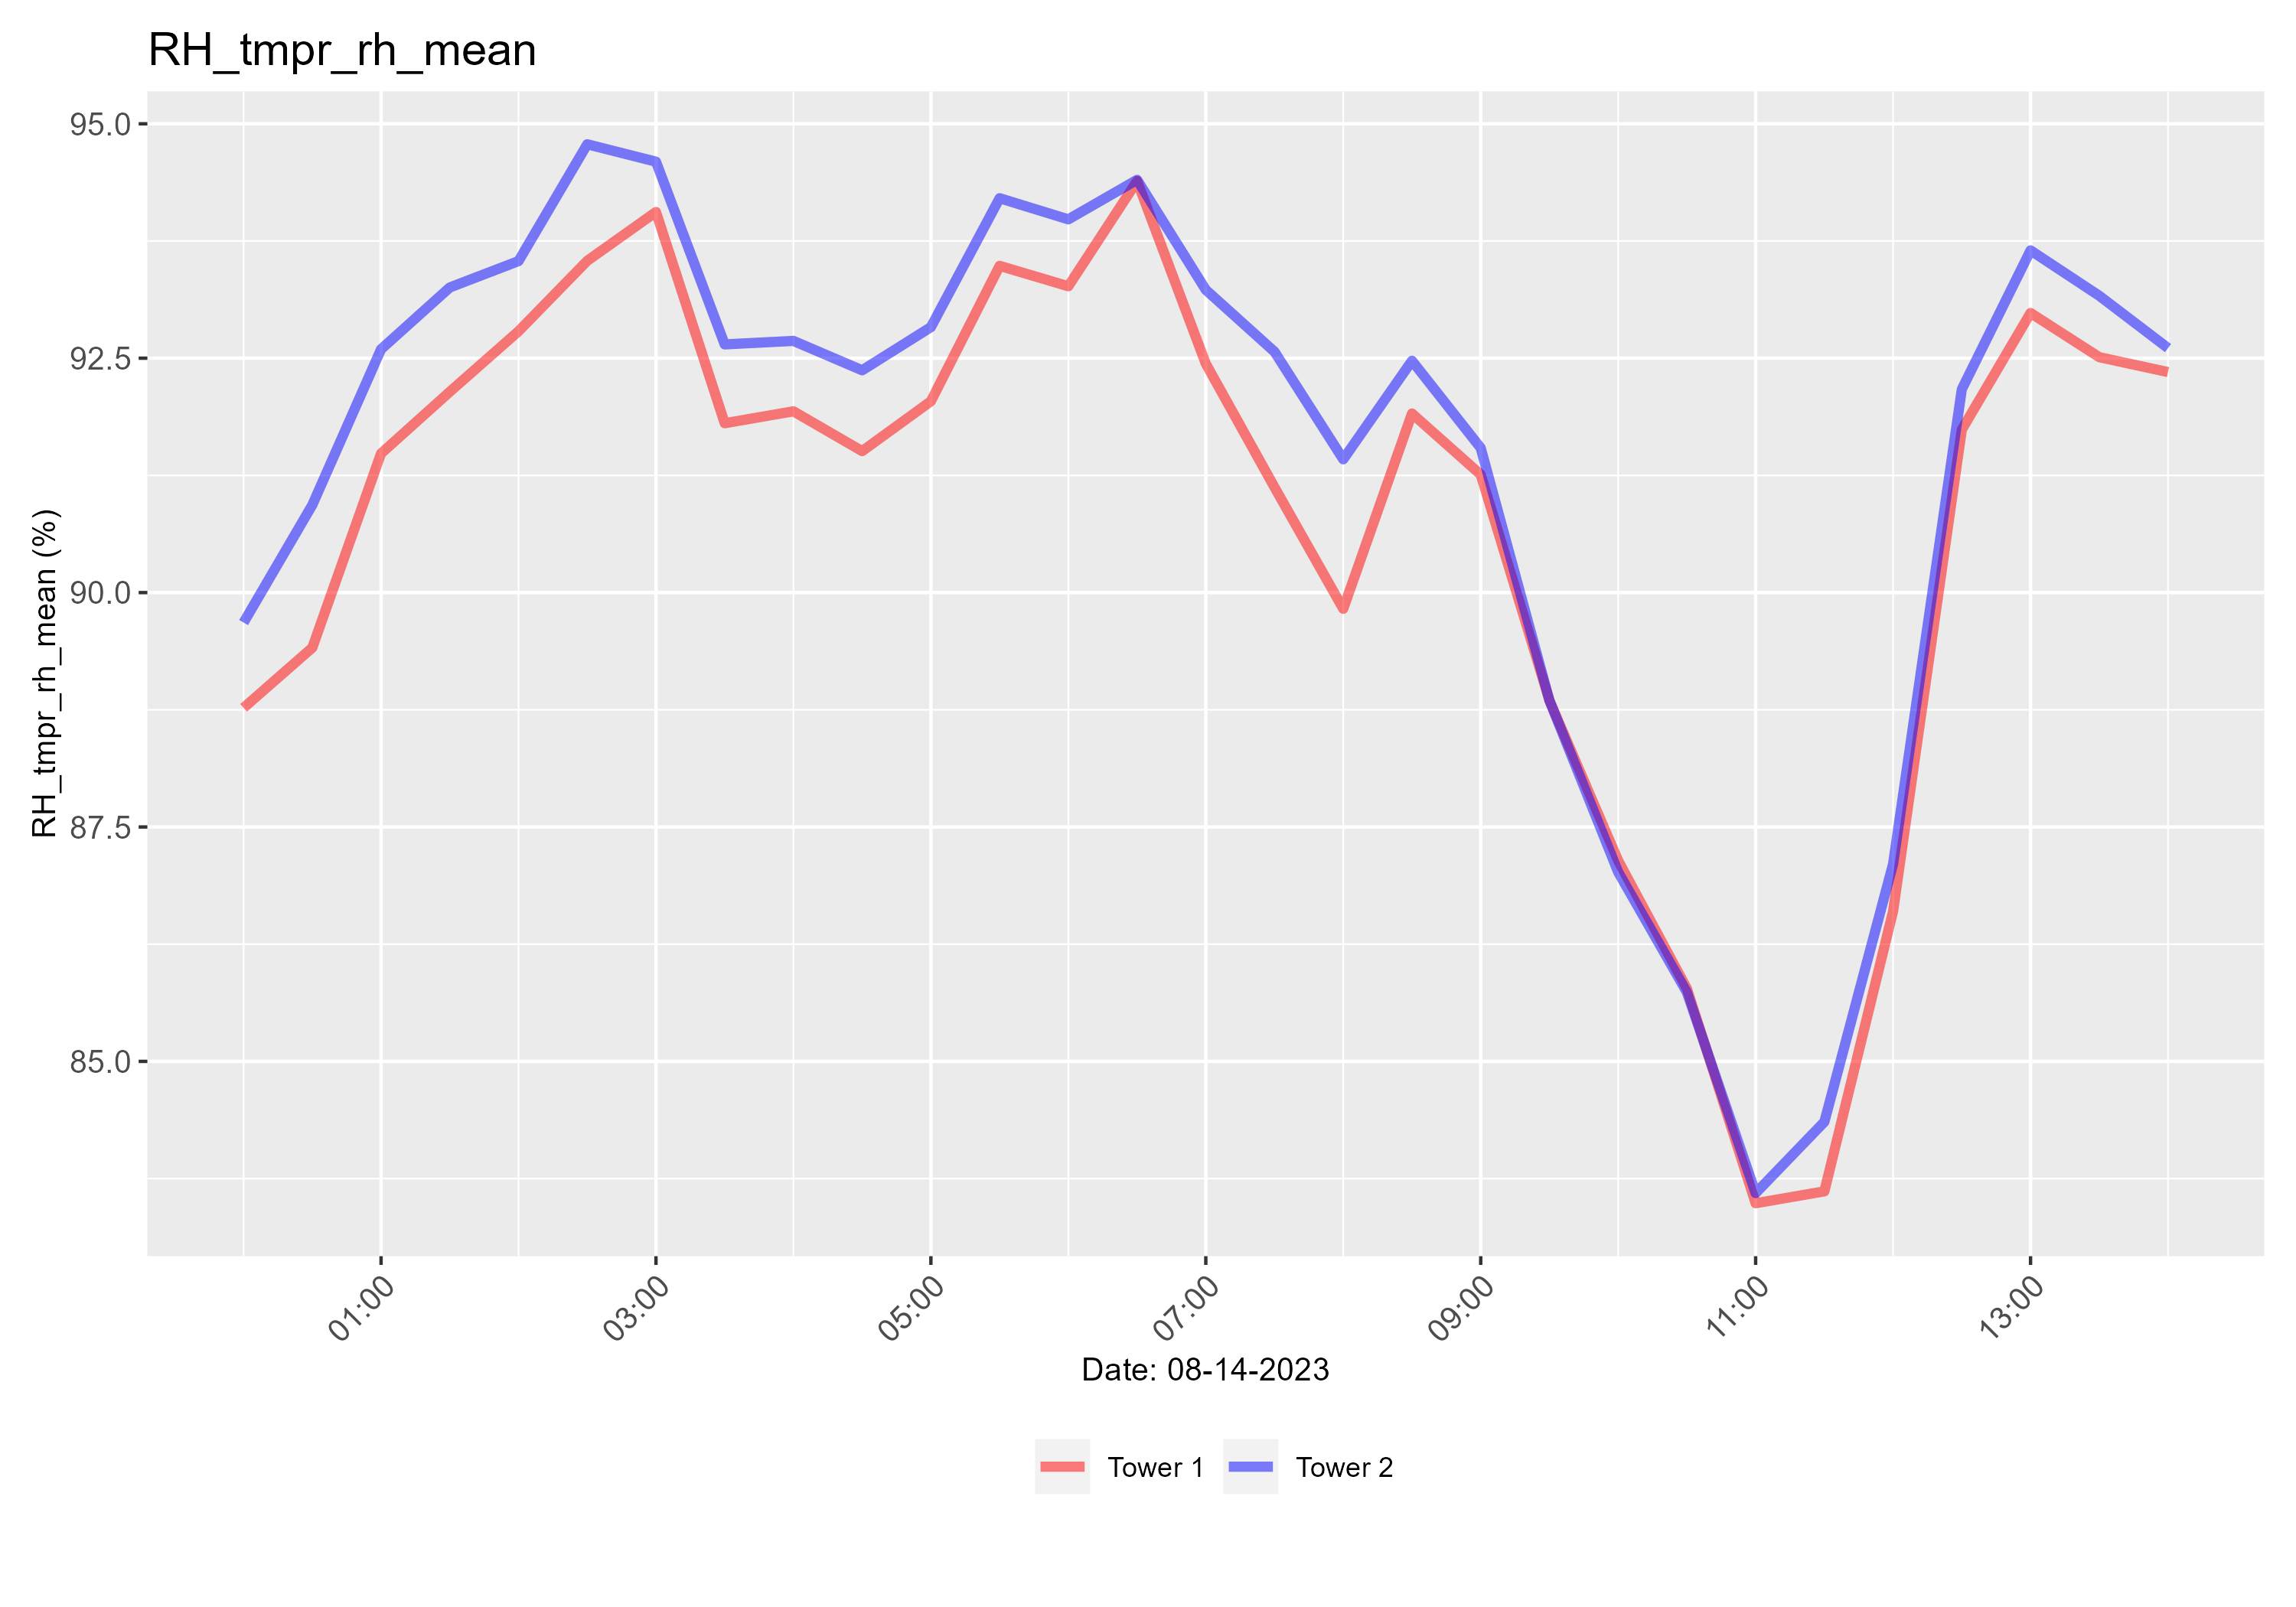 RH_tmpr_rh_mean
RH_tmpr_rh_mean (%)
95.0
92.5
90.0
87.5
85.0
01:00
03:00
05:00
07:00
09:00
11:00
13:00
Date: 08-14-2023
Tower 1
Tower 2